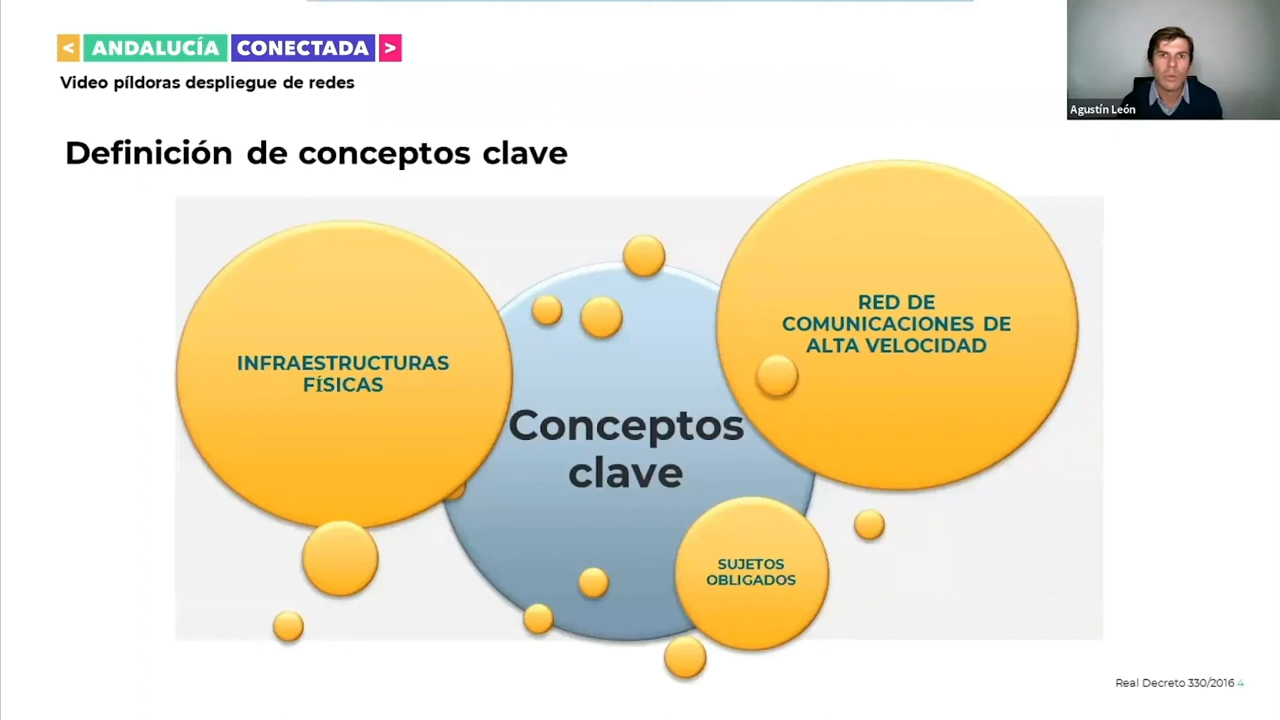 < ANDALUCÍA CONECTADA >
Video píldoras despliegue de redes
Agustín León
Definición de conceptos clave
RED DE
COMUNICACIONES DE
ALTA VELOCIDAD
INFRAESTRUCTURAS
FÍSICAS
Conceptos
clave
SUJETOS
OBLIGADOS
Real Decreto 330/2016 4